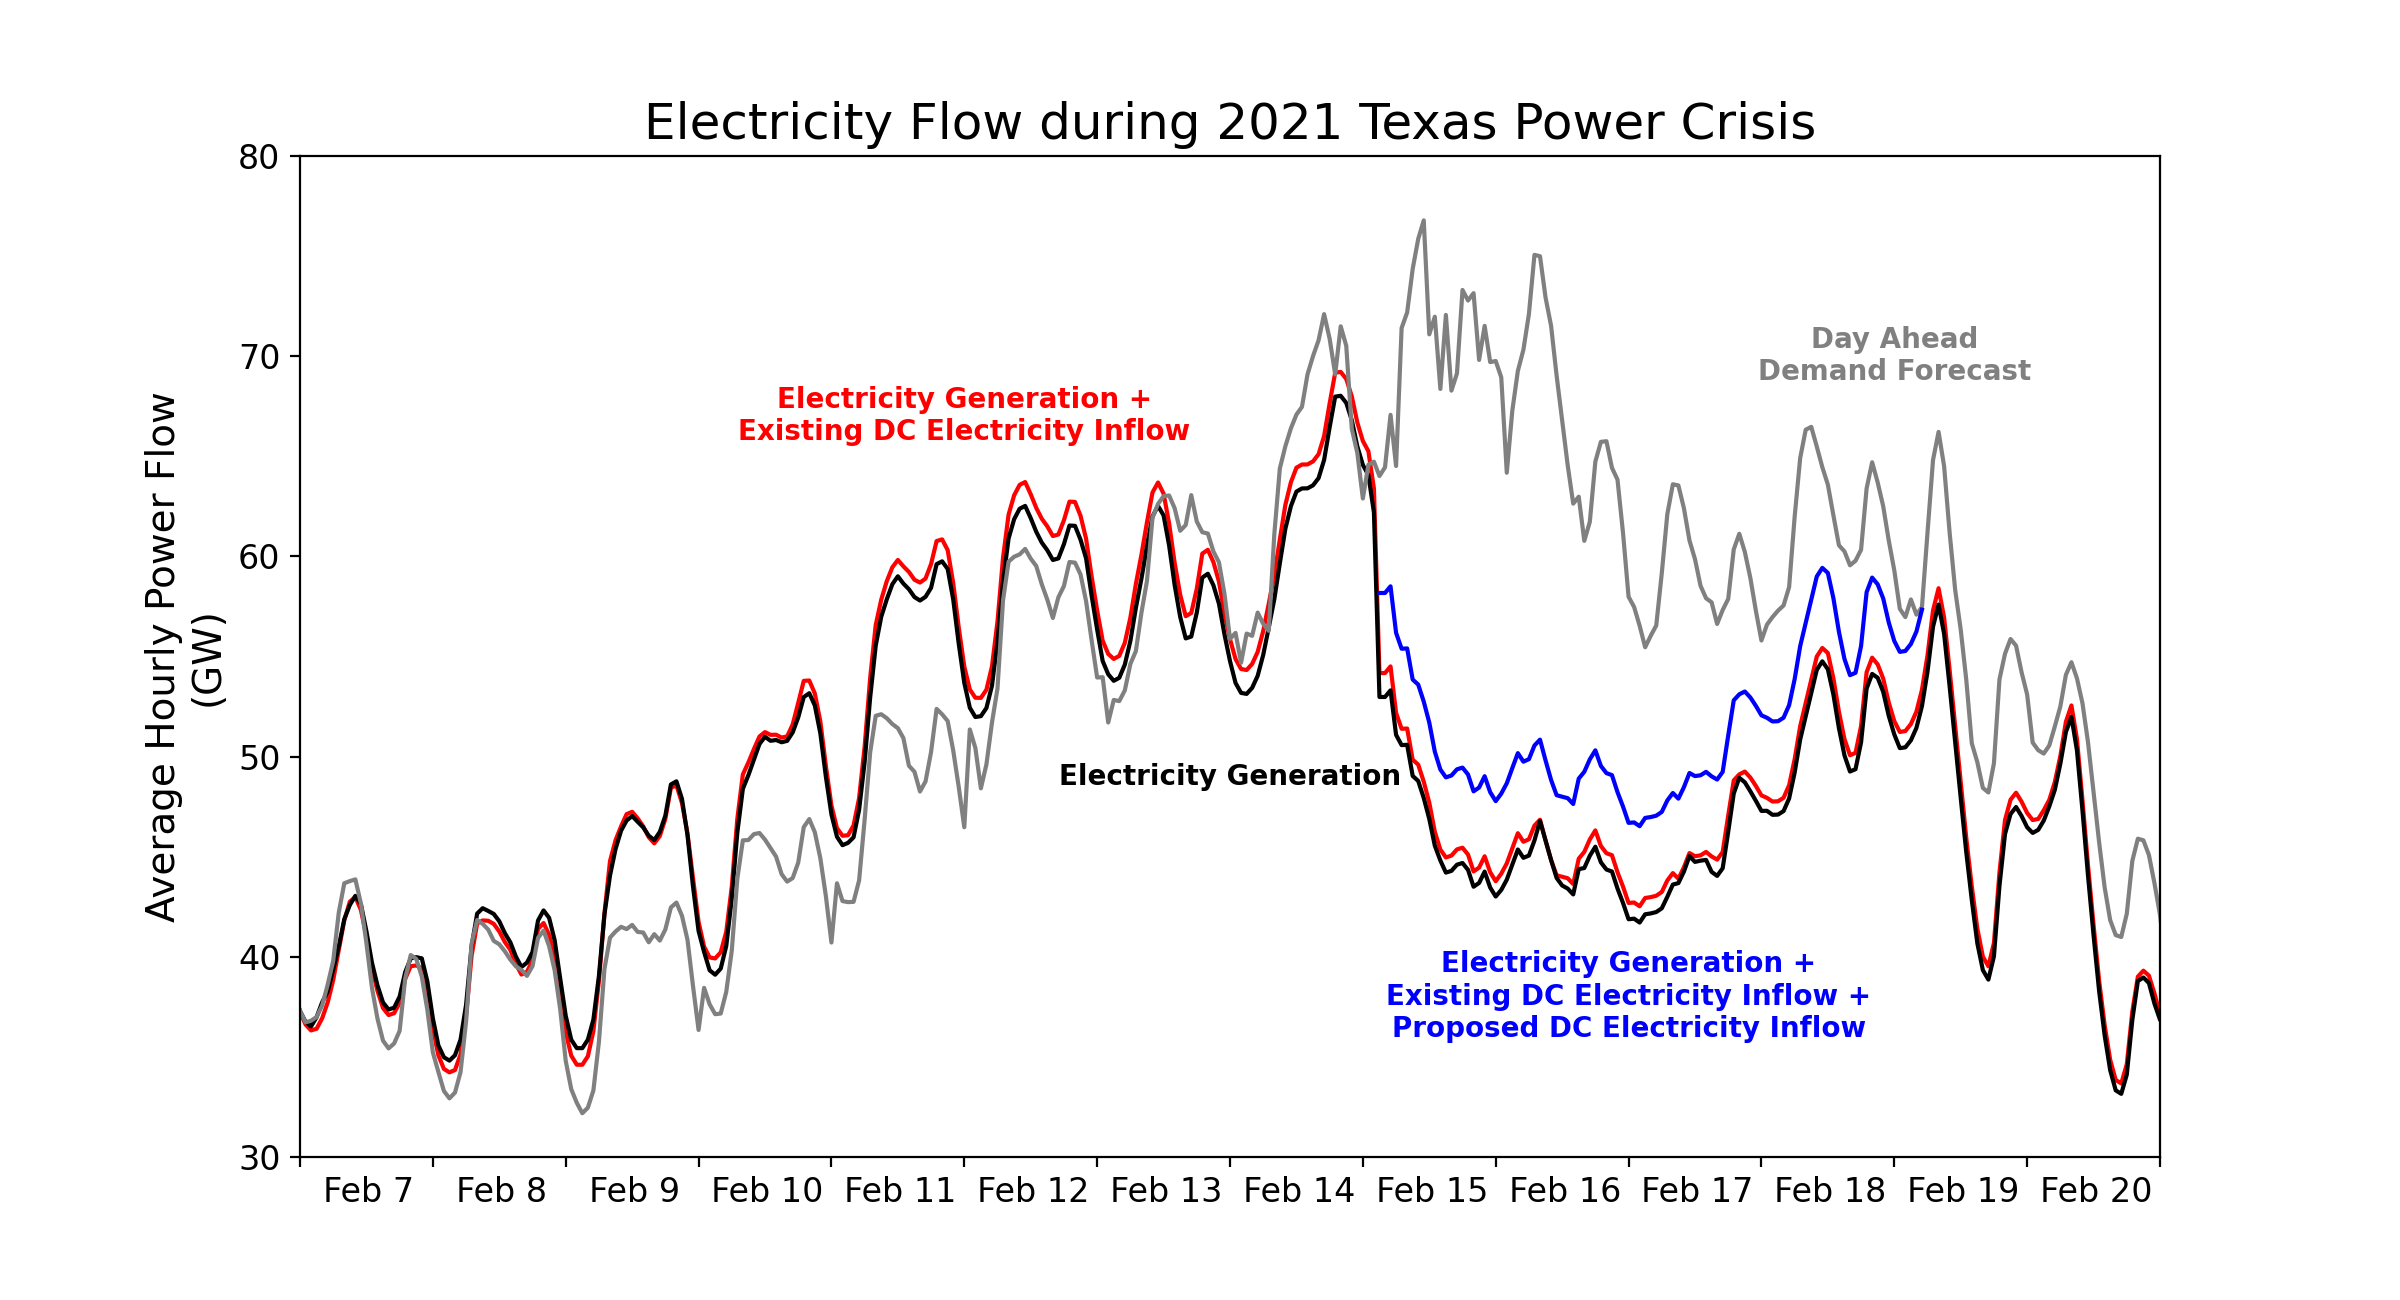 Electricity Flow during 2021 Texas Power Crisis
Average Hourly Power Flow
(GW)
80
70
60
50
40
30
Electricity Generation +
Existing DC Electricity Inflow
Day Ahead
Demand Forecast
Electricity Generation
Electricity Generation +
Existing DC Electricity Inflow +
Proposed DC Electricity Inflow
Feb 7 Feb 8 Feb 9 Feb 10 Feb 11 Feb 12 Feb 13 Feb 14 Feb 15 Feb 16 Feb 17 Feb 18 Feb 19 Feb 20